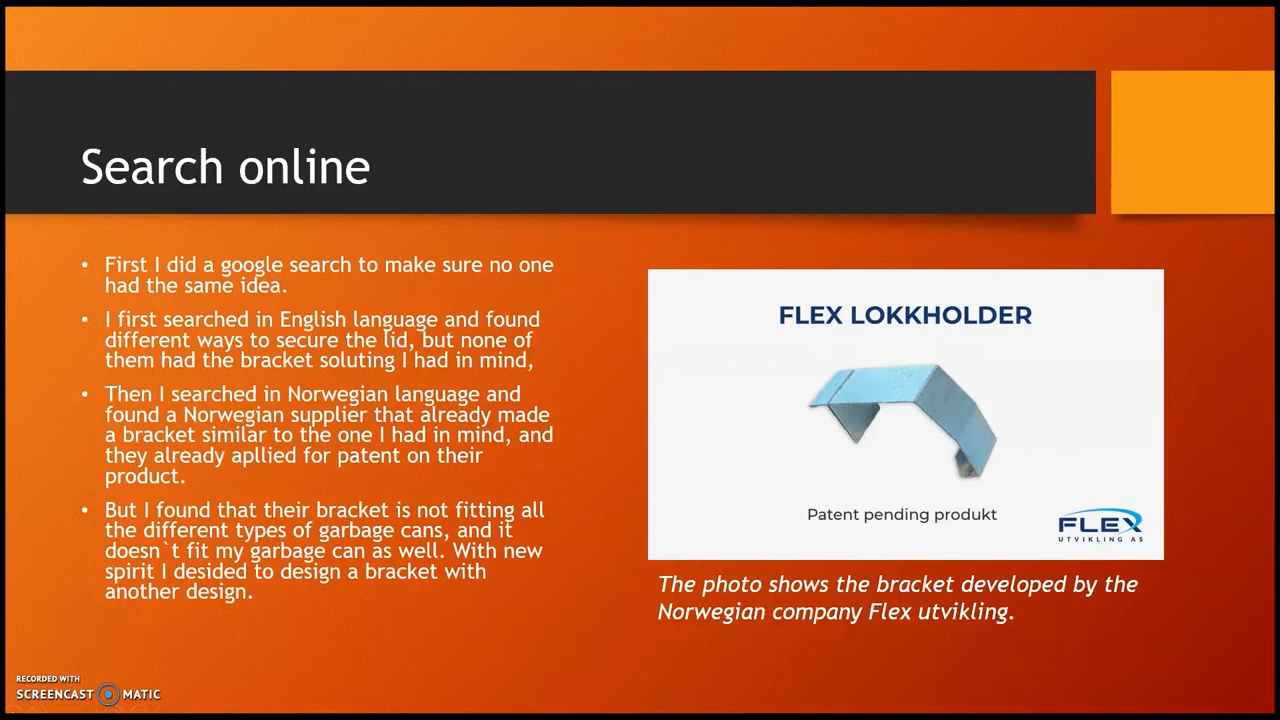 Search online
• First I did a google search to make sure no one
had the same idea.
• I first searched in English language and found
different ways to secure the lid, but none of
them had the bracket soluting I had in mind,
• Then I searched in Norwegian language and
found a Norwegian supplier that already made
a bracket similar to the one I had in mind, and
they already apllied for patent on their
product.
• But I found that their bracket is not fitting all
the different types of garbage cans, and it
doesn`t fit my garbage can as well. With new
spirit I desided to design a bracket with
another design.
FLEX LOKKHOLDER
Patent pending produkt
FLEX
UTVIKLING AS
The photo shows the bracket developed by the
Norwegian company Flex utvikling.
RECORDED WITH
SCREENCAST MATIC